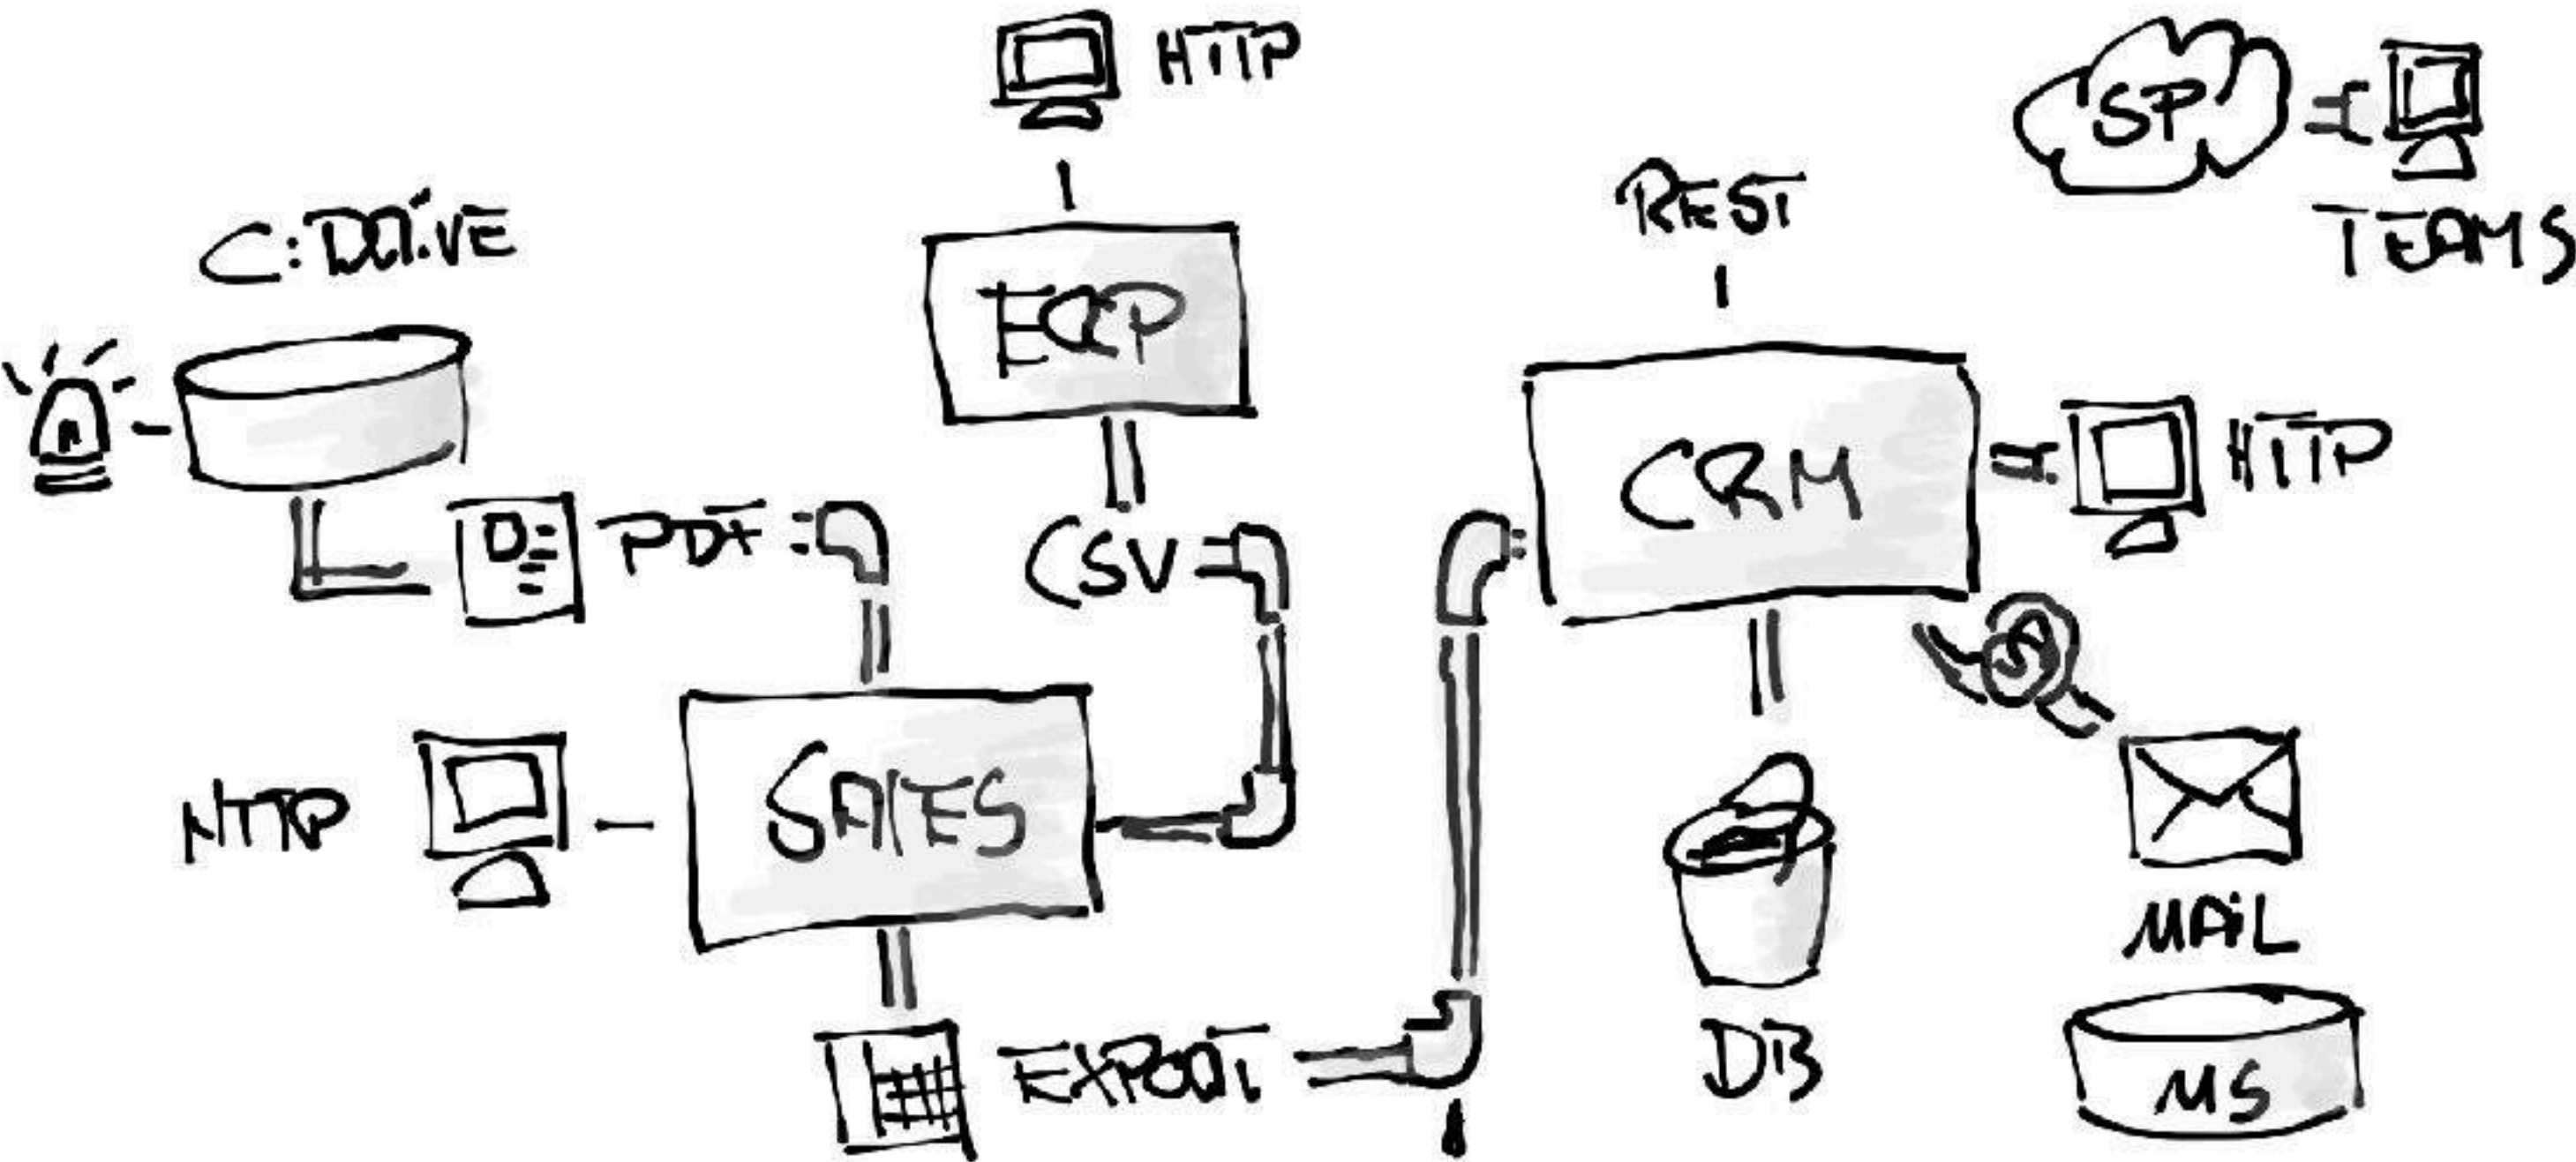 HTTP
SP
TEAMS
REST
C:DRiVE
ERP
CRM
HTTP
PDF
CSV
SALES
HTTP
MAiL
EXPORT
DB
MS